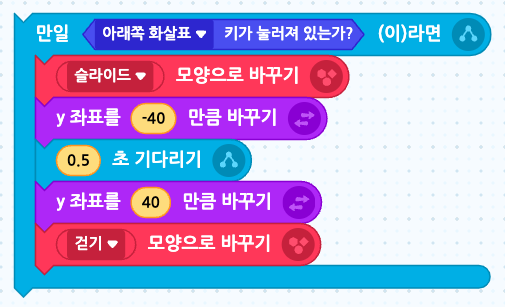 만일 아래쪽 화살표 키가 눌러져 있는가? (이)라면
슬라이드 모양으로 바꾸기
y 좌표를 -40 만큼 바꾸기
0.5 초 기다리기
y 좌표를 40 만큼 바꾸기
걷기 모양으로 바꾸기